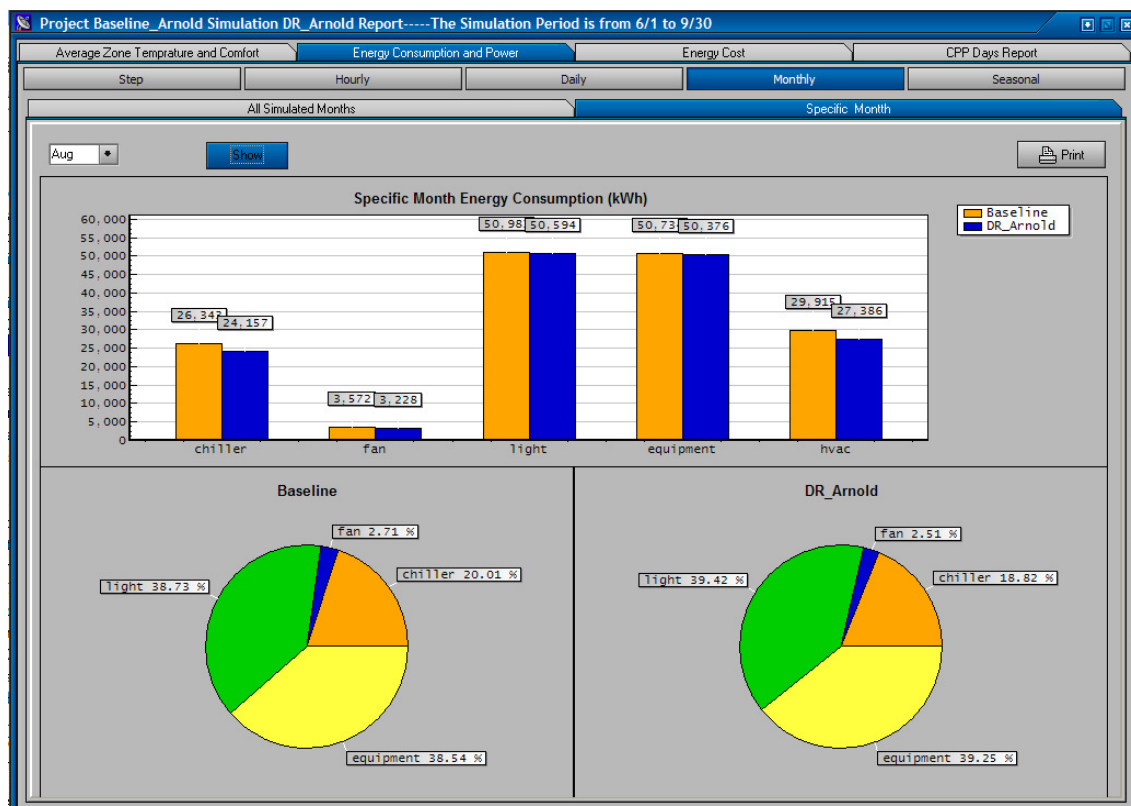 Project Baseline_Arnold Simulation DR_Arnold Report-----The Simulation Period is from 6/1 to 9/30
Average Zone Temprature and Comfort Energy Consumption and Power Energy Cost CPP Days Report
Step Hourly Daily Monthly Seasonal
All Simulated Months Specific Montth
Aug Show Print
Specific Month Energy Consumption (kWh)
Baseline
DR_Arnold
60,000
55,000
50,000
45,000
40,000
35,000
30,000
25,000
20,000
15,000
10,000
5,000
0
26,343 24,157
3,572 3,228
50,98 50,594
50,73 50,376
29,915 27,386
chiller fan light equipment hvac
Baseline
fan 2.71 %
chiller 20.01 %
light 38.73 %
equipment 38.54 %
DR_Arnold
fan 2.51 %
chiller 18.82 %
light 39.42 %
equipment 39.25 %